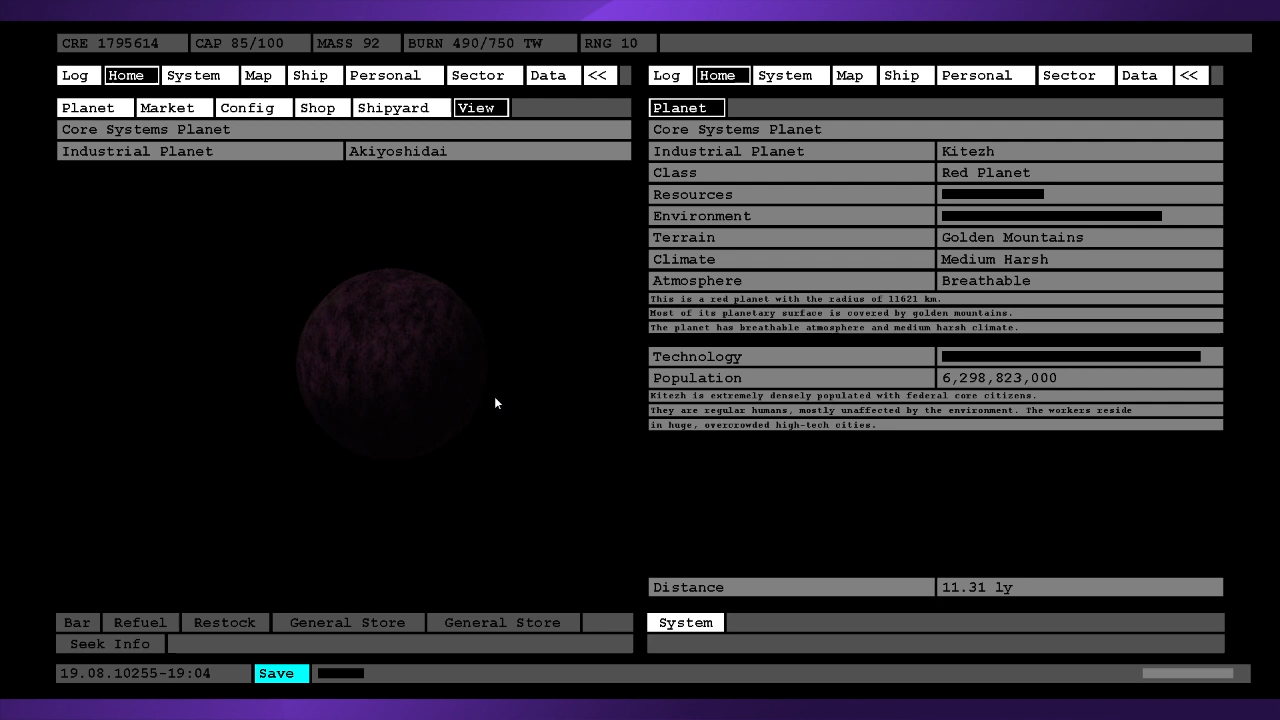 CRE 1795614 CAP 85/100 MASS 92 BURN 490/750 TW RNG 10
Log Home System Map Ship Personal Sector Data <<
Planet Market Config Shop Shipyard View
Core Systems Planet
Industrial Planet Akiyoshidai
Bar Refuel Restock General Store General Store
Seek Info
Log Home System Map Ship Personal Sector Data <<
Planet
Core Systems Planet
Industrial Planet Kitezh
Class Red Planet
Resources
Environment
Terrain Golden Mountains
Climate Medium Harsh
Atmosphere Breathable
This is a red planet with the radius of 11621 km.
Most of its planetary surface is covered by golden mountains.
The planet has breathable atmosphere and medium harsh climate.
Technology
Population 6,298,823,000
Kitezh is extremely densely populated with federal core citizens.
They are regular humans, mostly unaffected by the environment. The workers reside
in huge, overcrowded high-tech cities.
Distance 11.31 ly
System
19.08.10255-19:04 Save